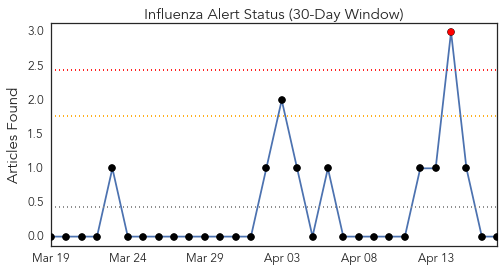 Influenza Alert Status (30-Day Window)
Articles Found
3.0
2.5
2.0
1.5
1.0
0.5
0.0
Mar 19 Mar 24 Mar 29 Apr 03 Apr 08 Apr 13